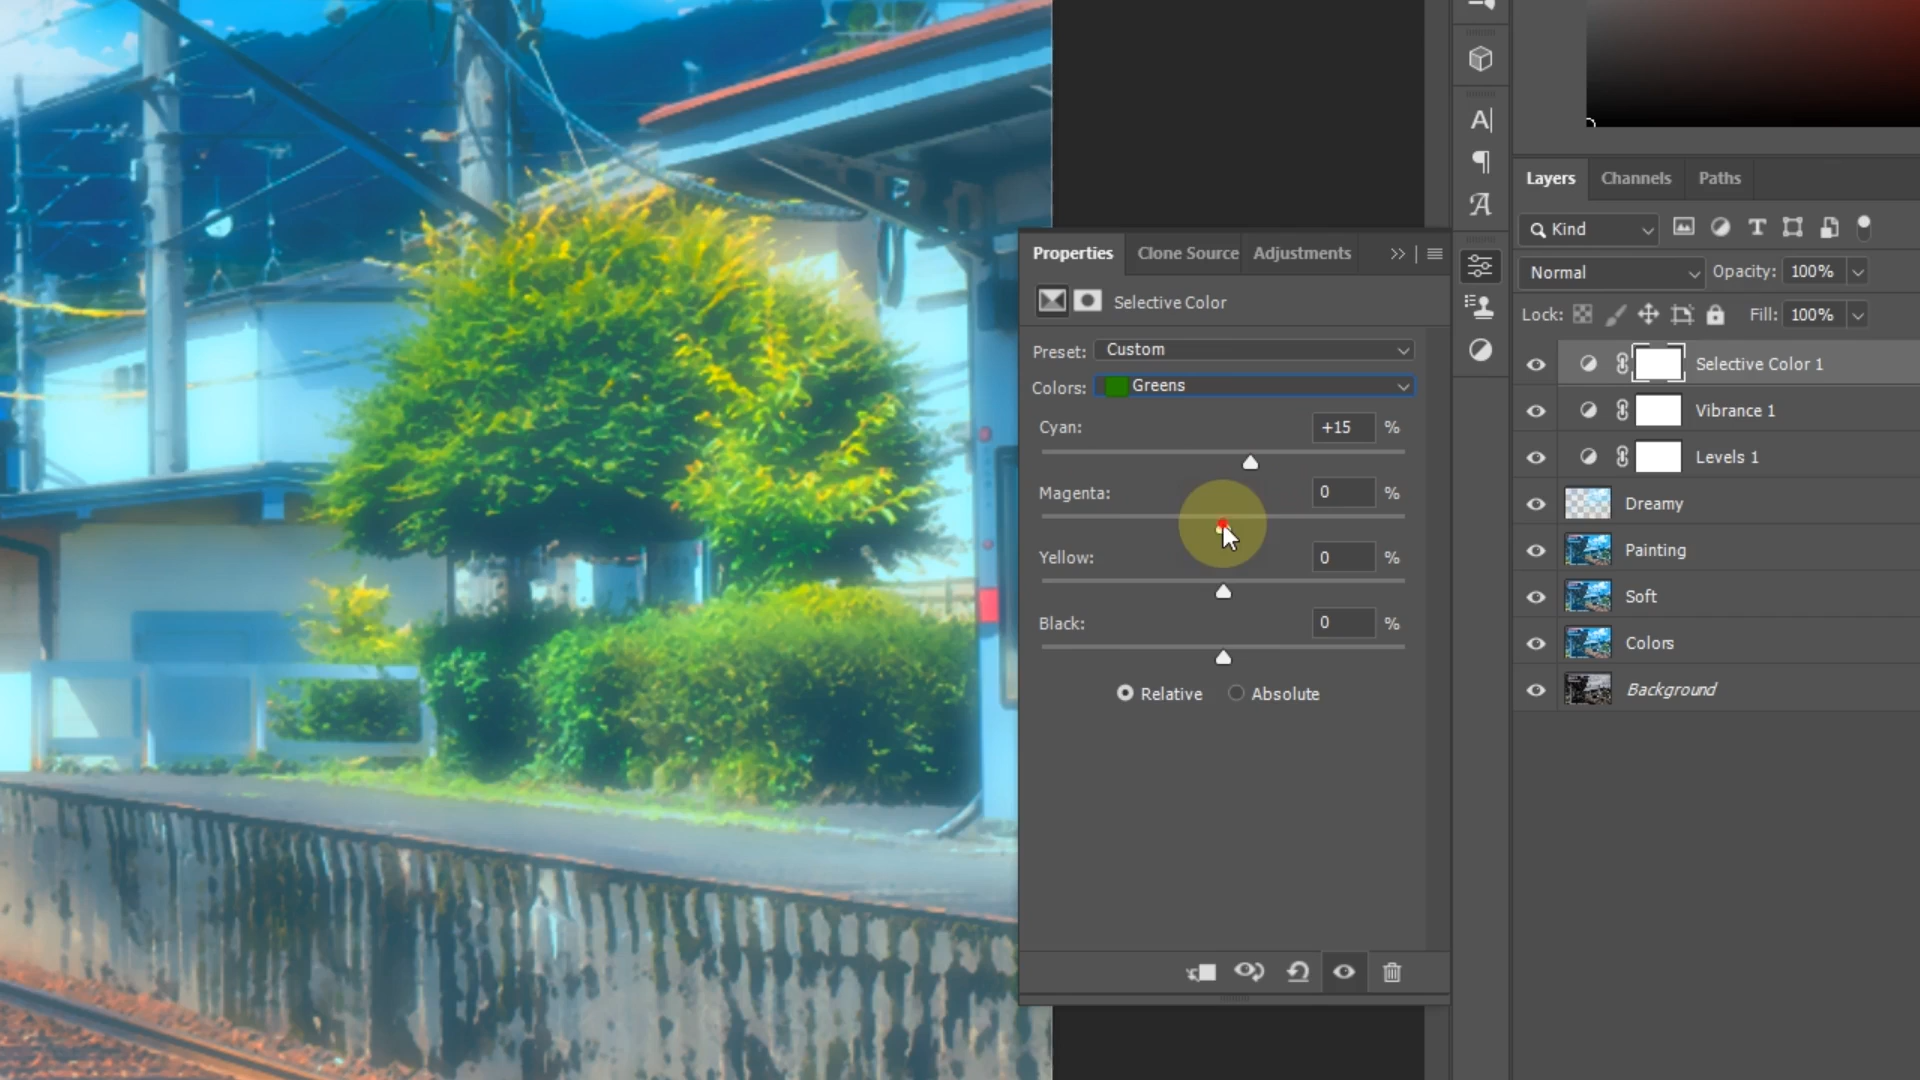 Layers Channels Paths
Kind
Normal Opacity: 100%
Lock: Fill: 100%
Properties Clone Source Adjustments
Selective Color
Preset: Custom
Colors: Greens
Cyan: +15 %
Magenta: 0 %
Yellow: 0 %
Black: 0 %
Relative Absolute
Selective Color 1
Vibrance 1
Levels 1
Dreamy
Painting
Soft
Colors
Background